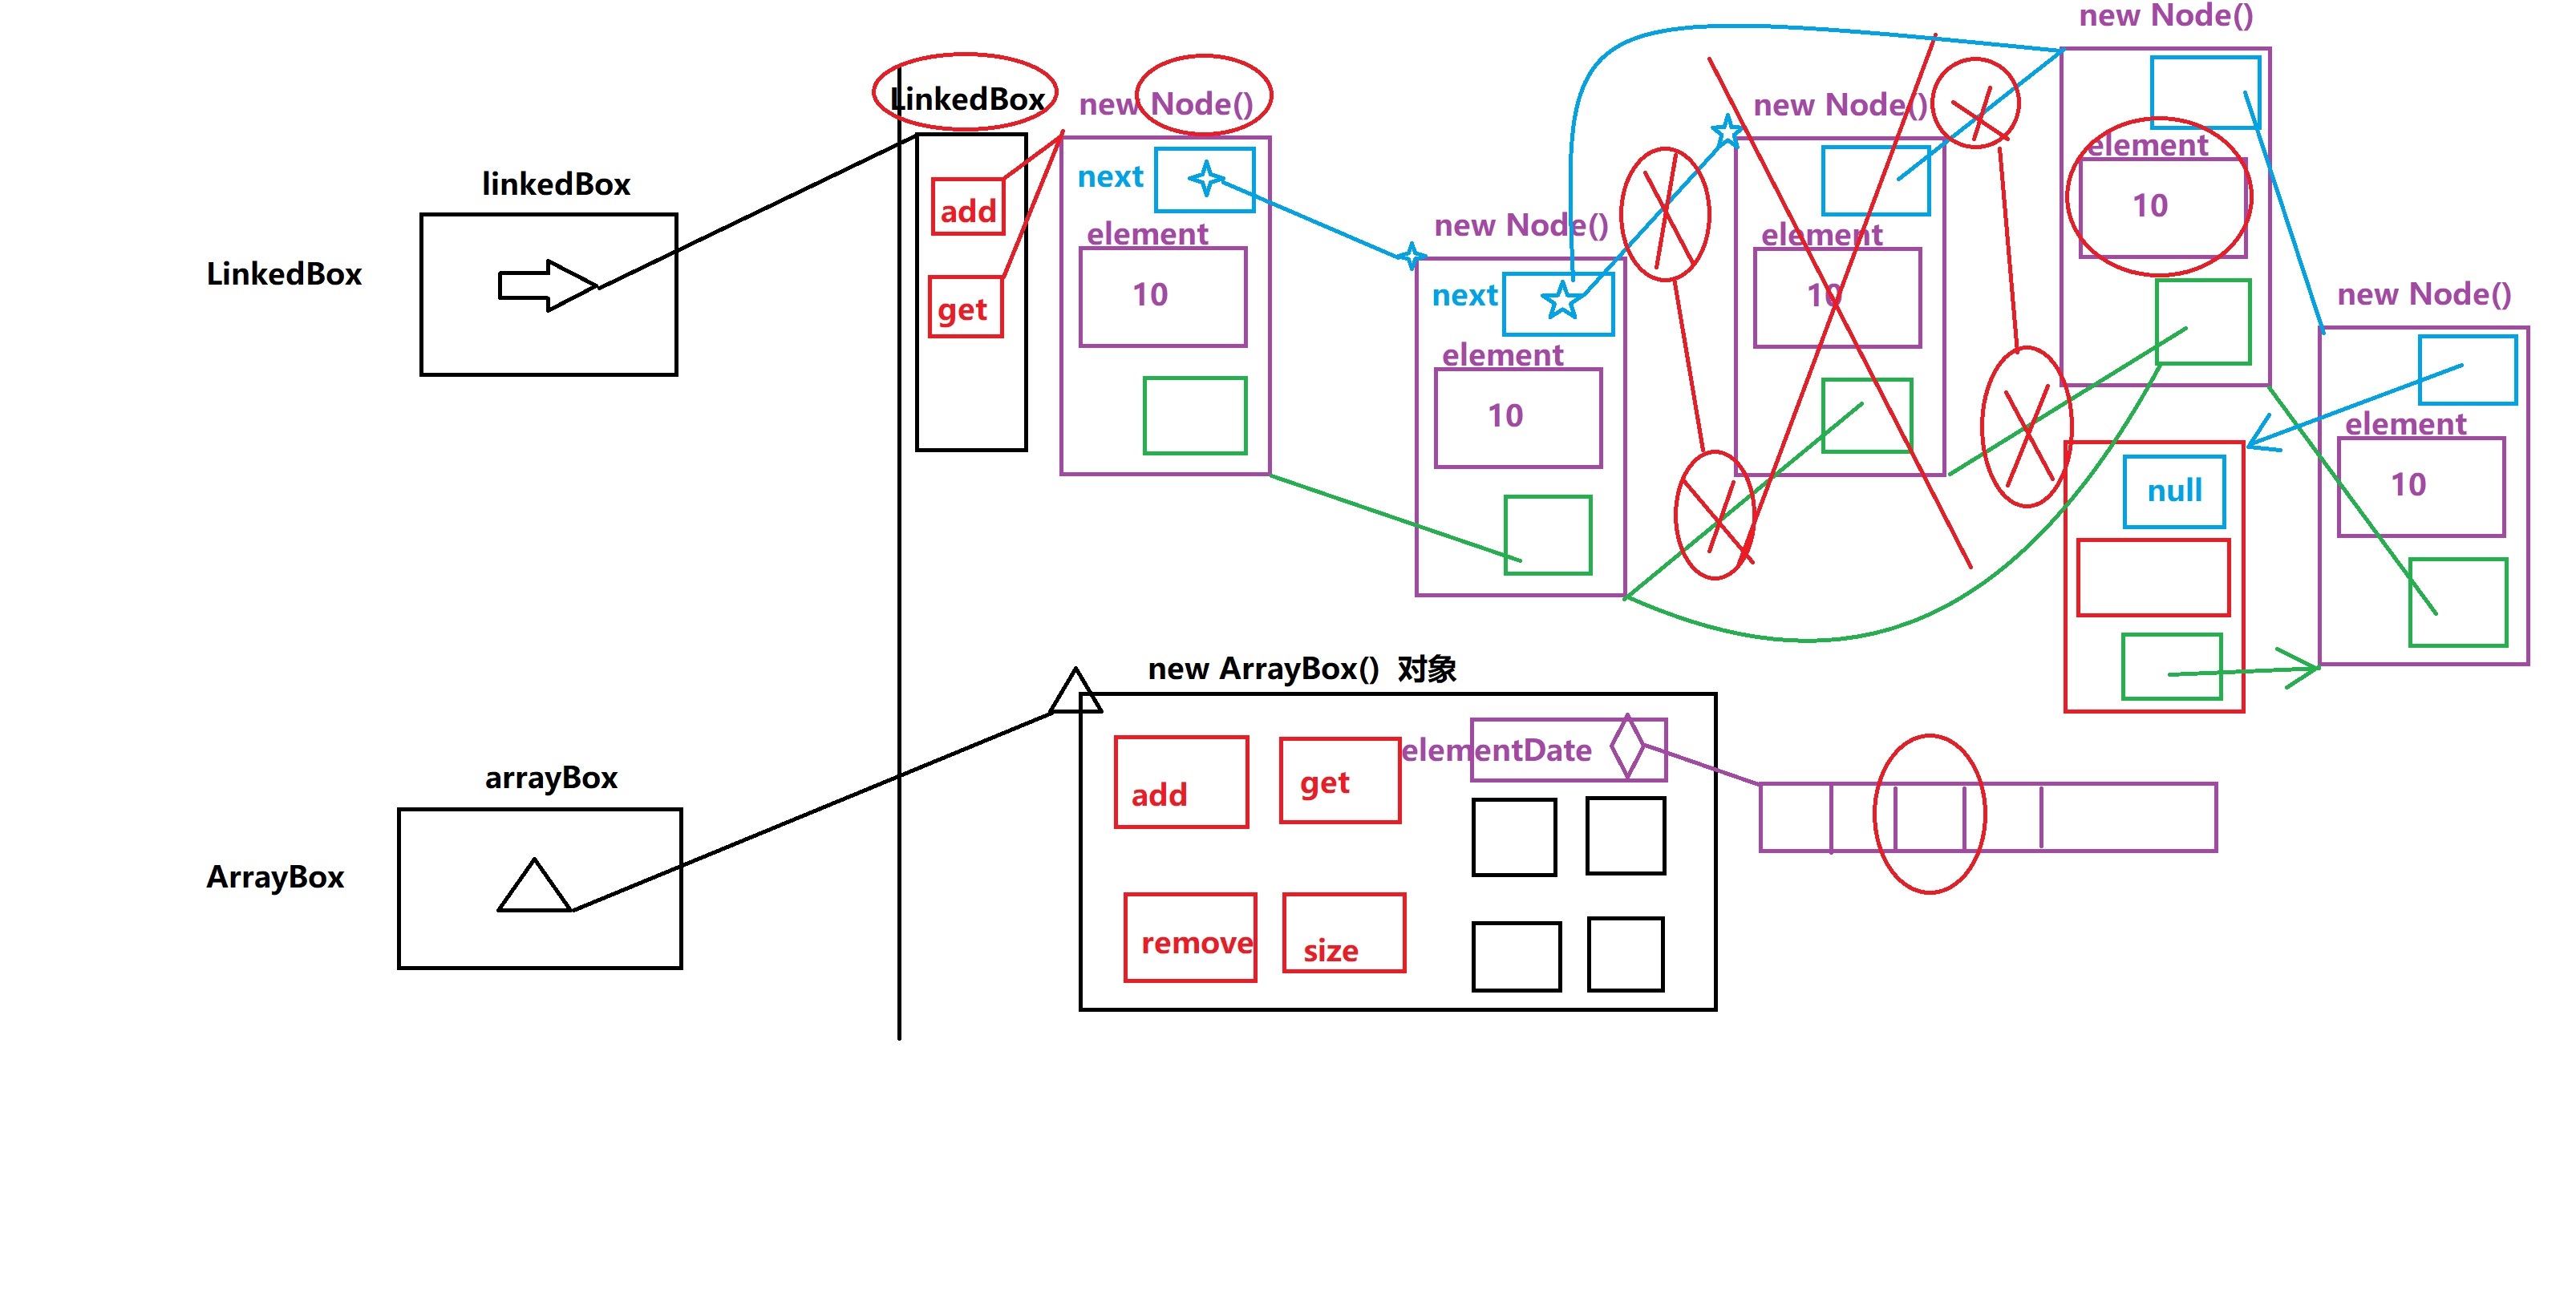 linkedBox
LinkedBox
LinkedBox
add
get
new Node()
next
element
10
new Node()
next
element
10
new Node()
element
10
new Node()
element
10
new Node()
element
10
null
arrayBox
ArrayBox
new ArrayBox() 对象
add
get
elementDate
remove
size